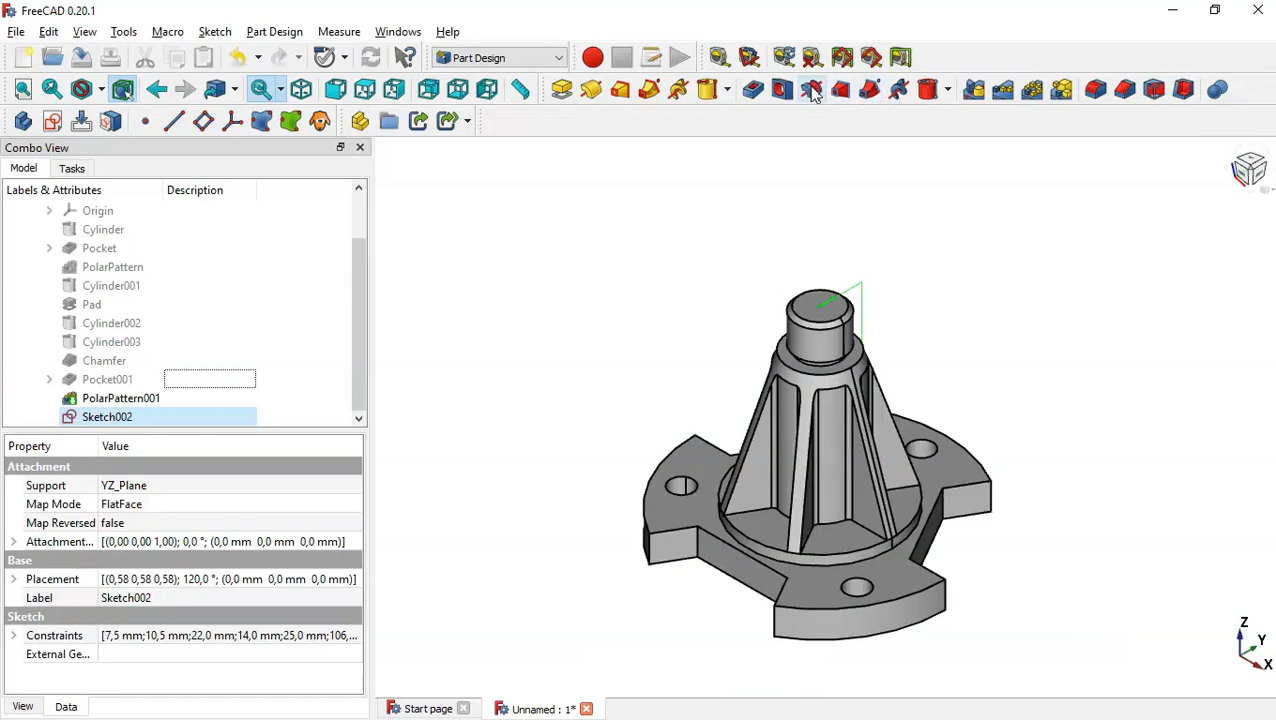 FreeCAD 0.20.1
File Edit View Tools Macro Sketch Part Design Measure Windows Help
Part Design
Combo View
Model Tasks
Labels & Attributes Description
Origin
Cylinder
Pocket
PolarPattern
Cylinder001
Pad
Cylinder002
Cylinder003
Chamfer
Pocket001
PolarPattern001
Sketch002
Property Value
Attachment
Support YZ_Plane
Map Mode FlatFace
Map Reversed false
Attachment... [(0,00 0,00 1,00); 0,0 °; (0,0 mm 0,0 mm 0,0 mm)]
Base
Placement [(0,58 0,58 0,58); 120,0 °; (0,0 mm 0,0 mm 0,0 mm)]
Label Sketch002
Sketch
Constraints [7,5 mm;10,5 mm;22,0 mm;14,0 mm;25,0 mm;106,...
External Ge...
View Data
Start page Unnamed : 1*
Z
Y
X